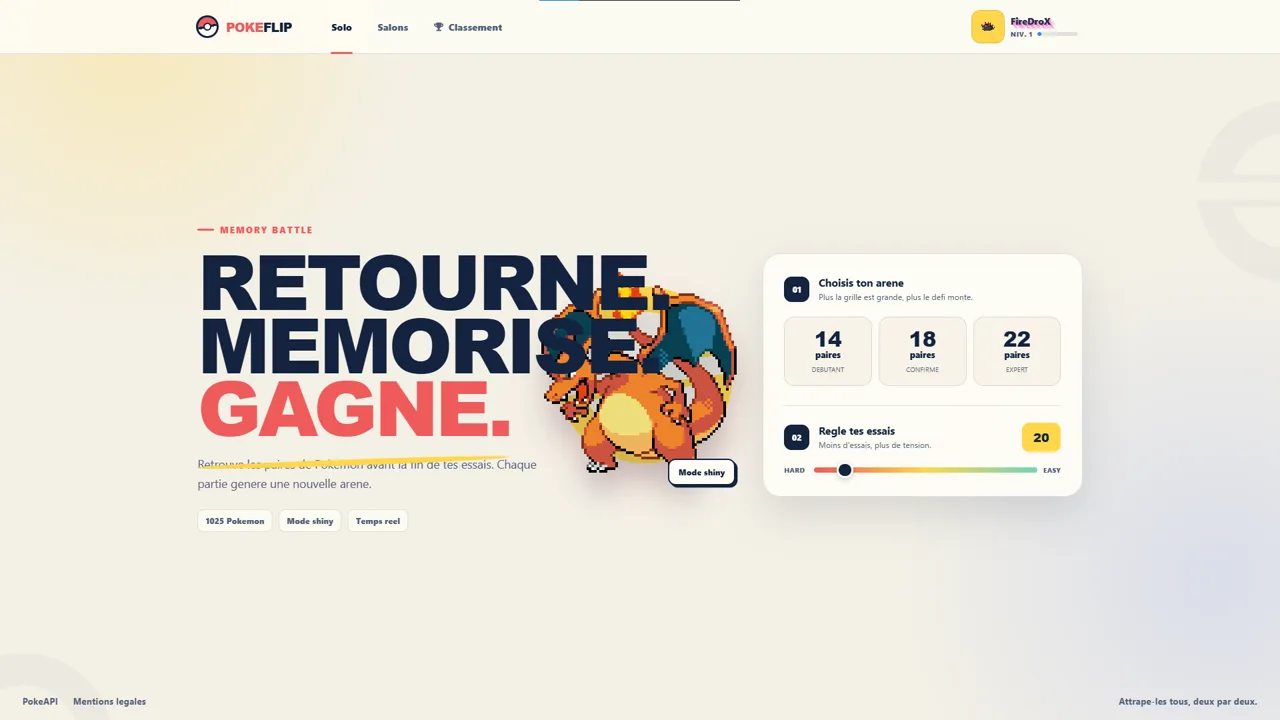 POKEFLIP
Solo
Salons
Classement
FireDroX
NIV. 1
MEMORY BATTLE
RETOURNE.
MEMORISE.
GAGNE.
Retrouve les paires de Pokemon avant la fin de tes essais. Chaque
partie genere une nouvelle arene.
1025 Pokemon
Mode shiny
Temps reel
Mode shiny
01
Choisis ton arene
Plus la grille est grande, plus le defi monte.
14
paires
DEBUTANT
18
paires
CONFIRME
22
paires
EXPERT
02
Regle tes essais
Moins d'essais, plus de tension.
20
HARD
EASY
PokeAPI
Mentions legales
Attrape-les tous, deux par deux.